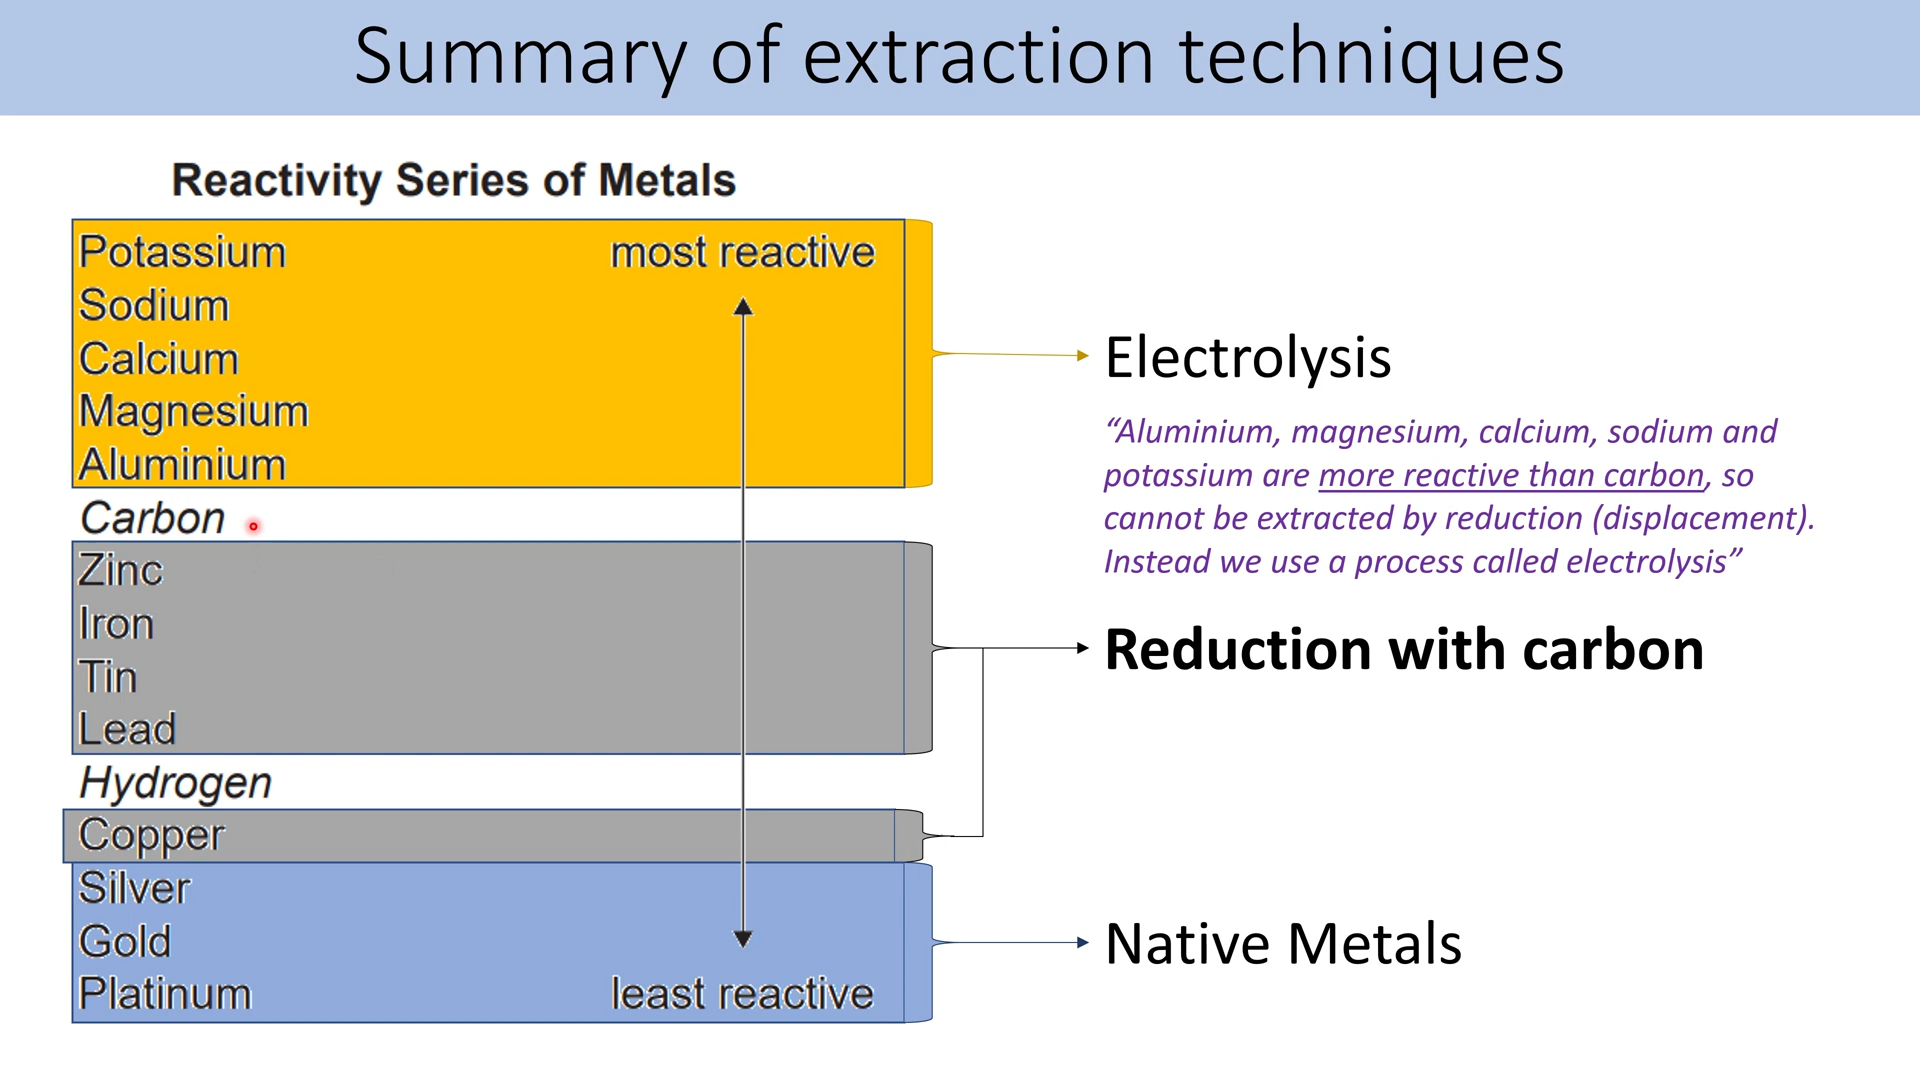 Summary of extraction techniques
Reactivity Series of Metals
Potassium most reactive
Sodium
Calcium
Magnesium
Aluminium
Carbon
Zinc
Iron
Tin
Lead
Hydrogen
Copper
Silver
Gold
Platinum least reactive
Electrolysis
“Aluminium, magnesium, calcium, sodium and
potassium are more reactive than carbon, so
cannot be extracted by reduction (displacement).
Instead we use a process called electrolysis”
Reduction with carbon
Native Metals